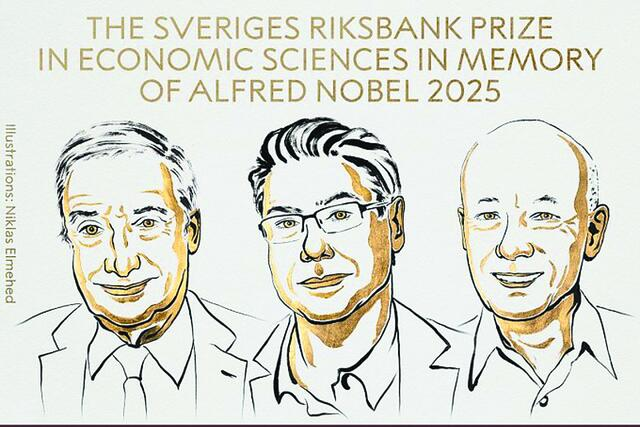 THE SVERIGES RIKSBANK PRIZE
IN ECONOMIC SCIENCES IN MEMORY
OF ALFRED NOBEL 2025
Illustrations: Niklas Elmehed